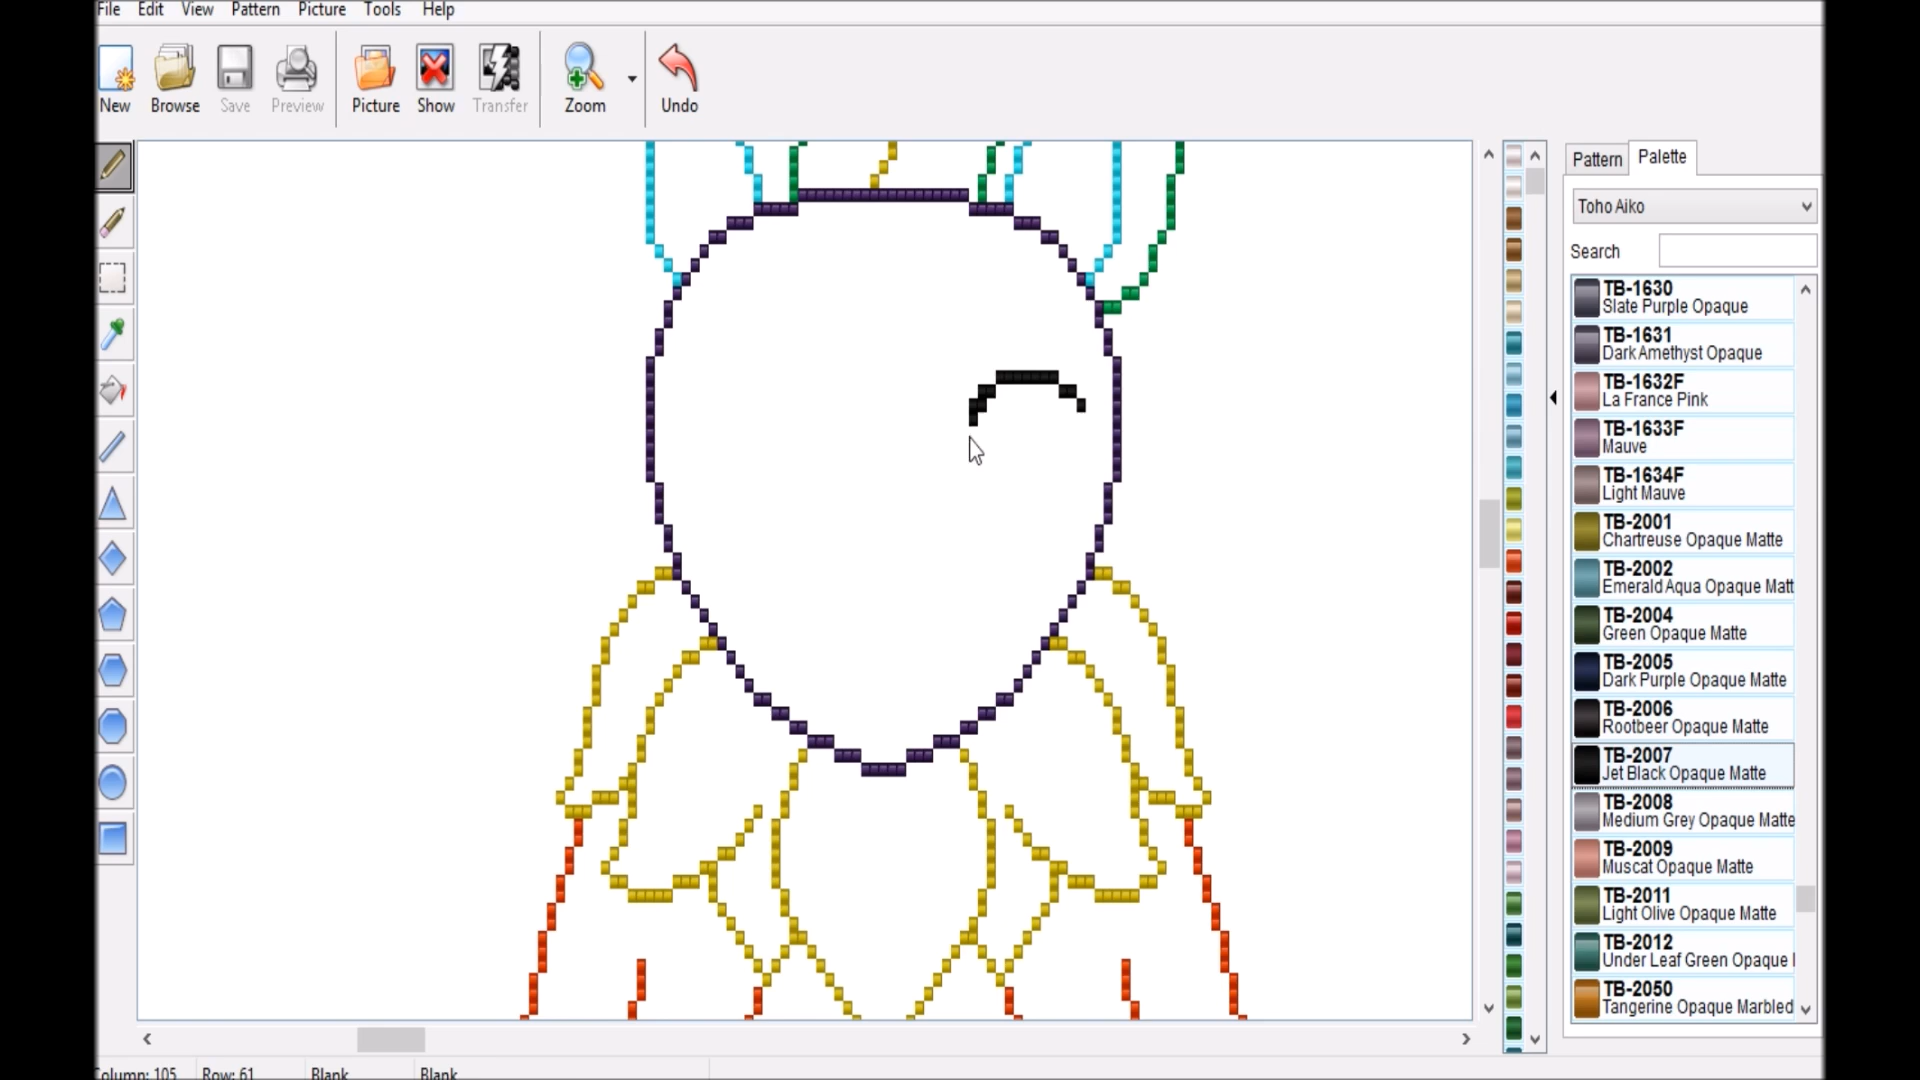 File Edit View Pattern Picture Tools Help
New Browse Save Preview Picture Show Transfer Zoom Undo
Pattern Palette
Toho Aiko
Search
TB-1630
Slate Purple Opaque
TB-1631
Dark Amethyst Opaque
TB-1632F
La France Pink
TB-1633F
Mauve
TB-1634F
Light Mauve
TB-2001
Chartreuse Opaque Matte
TB-2002
Emerald Aqua Opaque Matt
TB-2004
Green Opaque Matte
TB-2005
Dark Purple Opaque Matte
TB-2006
Rootbeer Opaque Matte
TB-2007
Jet Black Opaque Matte
TB-2008
Medium Grey Opaque Matte
TB-2009
Muscat Opaque Matte
TB-2011
Light Olive Opaque Matte
TB-2012
Under Leaf Green Opaque
TB-2050
Tangerine Opaque Marbled
Column: 105 Row: 61 Blank Blank